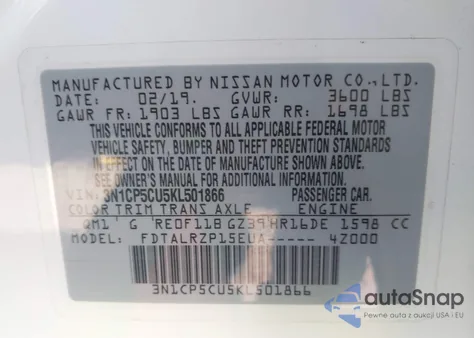 MANUFACTURED BY NISSAN MOTOR CO., LTD.
DATE: 02/19. GVWR: 3600 LBS
GAWR FR: 1903 LBS GAWR RR: 1698 LBS
THIS VEHICLE CONFORMS TO ALL APPLICABLE FEDERAL MOTOR
VEHICLE SAFETY, BUMPER AND THEFT PREVENTION STANDARDS
IN EFFECT ON THE DATE OF MANUFACTURE SHOWN ABOVE.
SEE OWNER'S MANUAL FOR ADDITIONAL INFORMATION
VIN: 3N1CP5CU5KL501866 PASSENGER CAR.
COLOR TRIM TRANS AXLE ENGINE
QM1' G 'RE0F11B GZ39'HR16DE 1598 CC
MODEL: FDTALRZP15EUA----- 4Z000
3N1CP5CU5KL501866
autoSnap
Pewne auta z aukcji w USA i EU